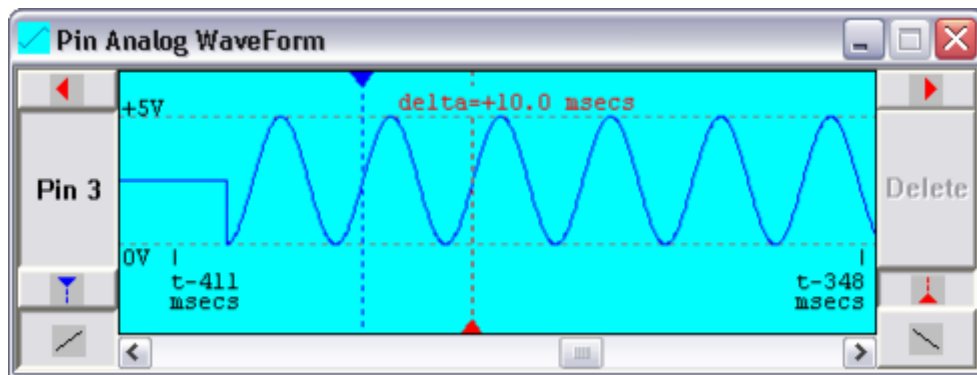 Pin Analog WaveForm
+5V
delta=+10.0 msecs
Pin 3
Delete
0V
t-411
msecs
t-348
msecs